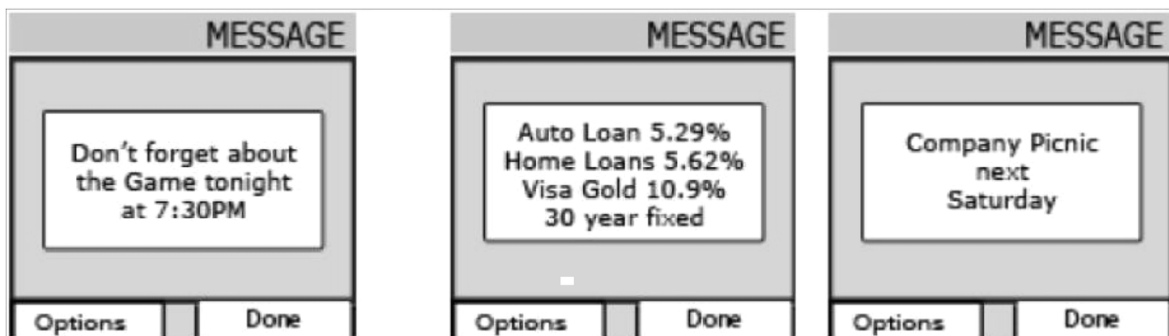 MESSAGE
Don't forget about
the Game tonight
at 7:30PM
Options
Done
MESSAGE
Auto Loan 5.29%
Home Loans 5.62%
Visa Gold 10.9%
30 year fixed
Options
Done
MESSAGE
Company Picnic
next
Saturday
Options
Done